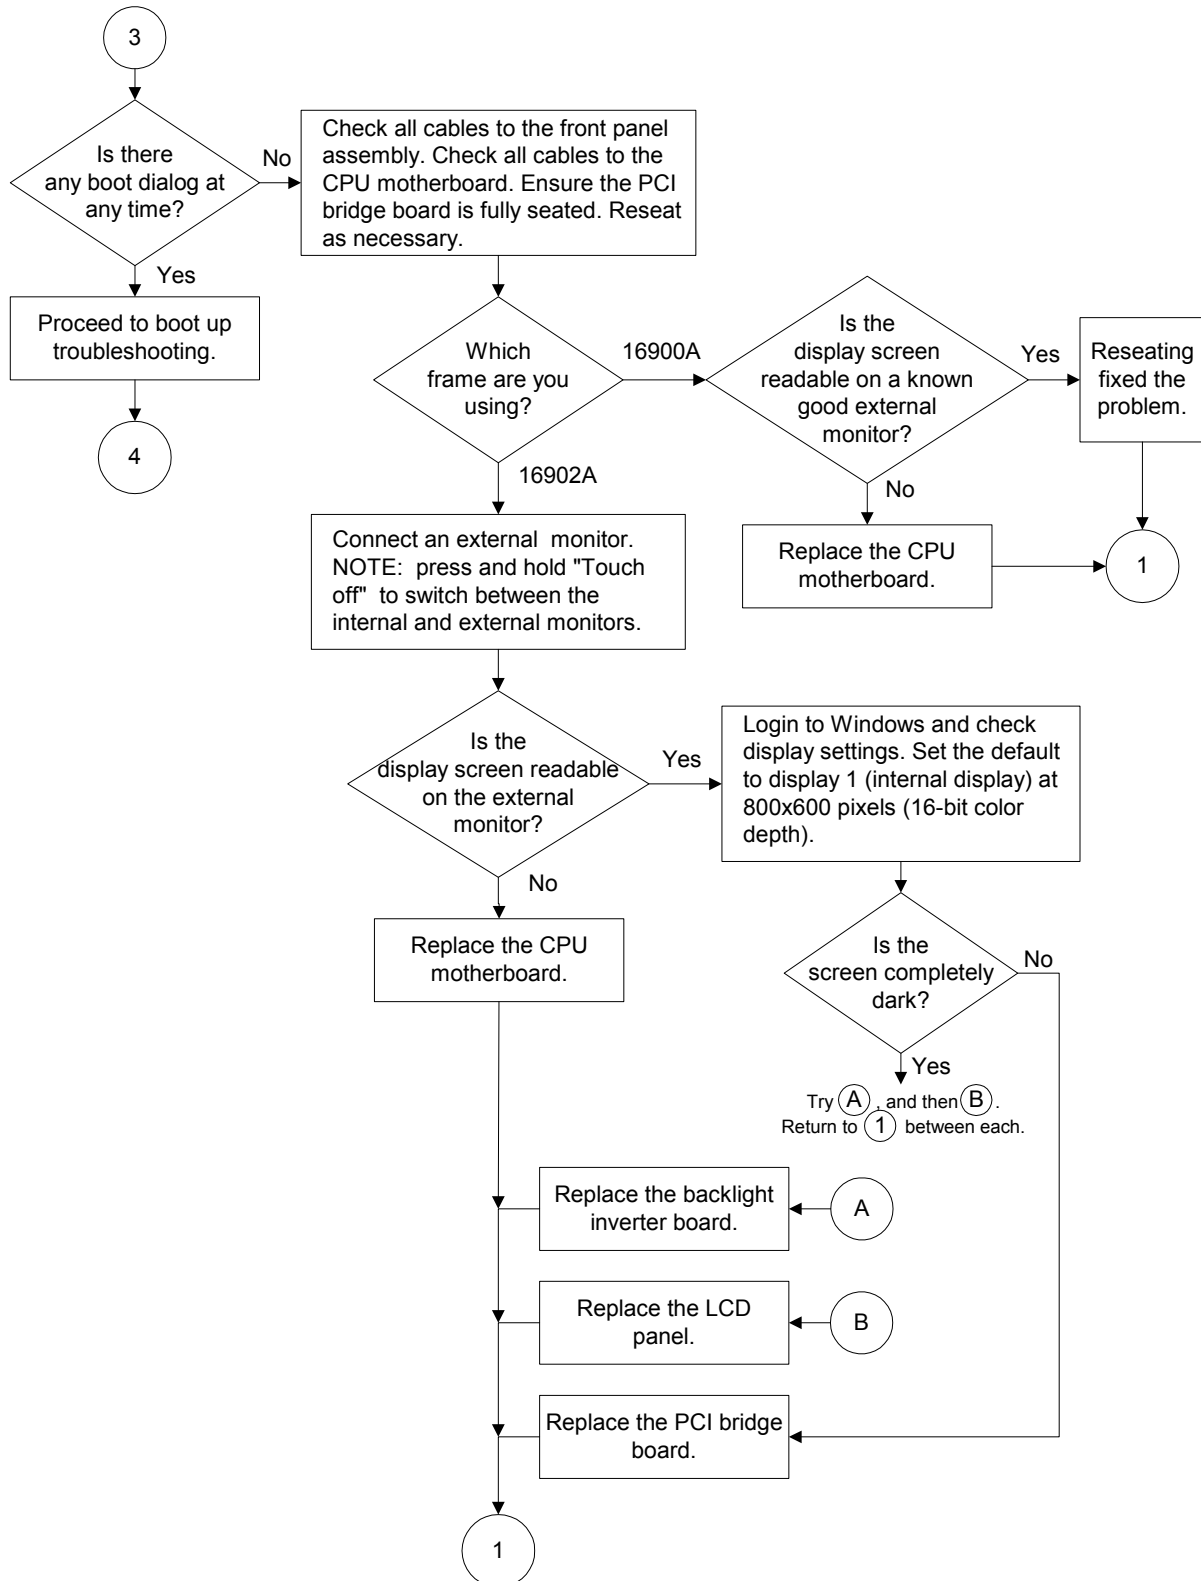 3
Is there
any boot dialog at
any time?
No
Yes
Check all cables to the front panel
assembly. Check all cables to the
CPU motherboard. Ensure the PCI
bridge board is fully seated. Reseat
as necessary.
Proceed to boot up
troubleshooting.
4
Which
frame are you
using?
16900A
16902A
Is the
display screen
readable on a known
good external
monitor?
Yes
No
Reseating
fixed the
problem.
Replace the CPU
motherboard.
1
Connect an external monitor.
NOTE: press and hold "Touch
off" to switch between the
internal and external monitors.
Is the
display screen readable
on the external
monitor?
Yes
No
Login to Windows and check
display settings. Set the default
to display 1 (internal display) at
800x600 pixels (16-bit color
depth).
Replace the CPU
motherboard.
Is the
screen completely
dark?
No
Yes
Try A , and then B .
Return to 1 between each.
Replace the backlight
inverter board.
A
Replace the LCD
panel.
B
Replace the PCI bridge
board.
1